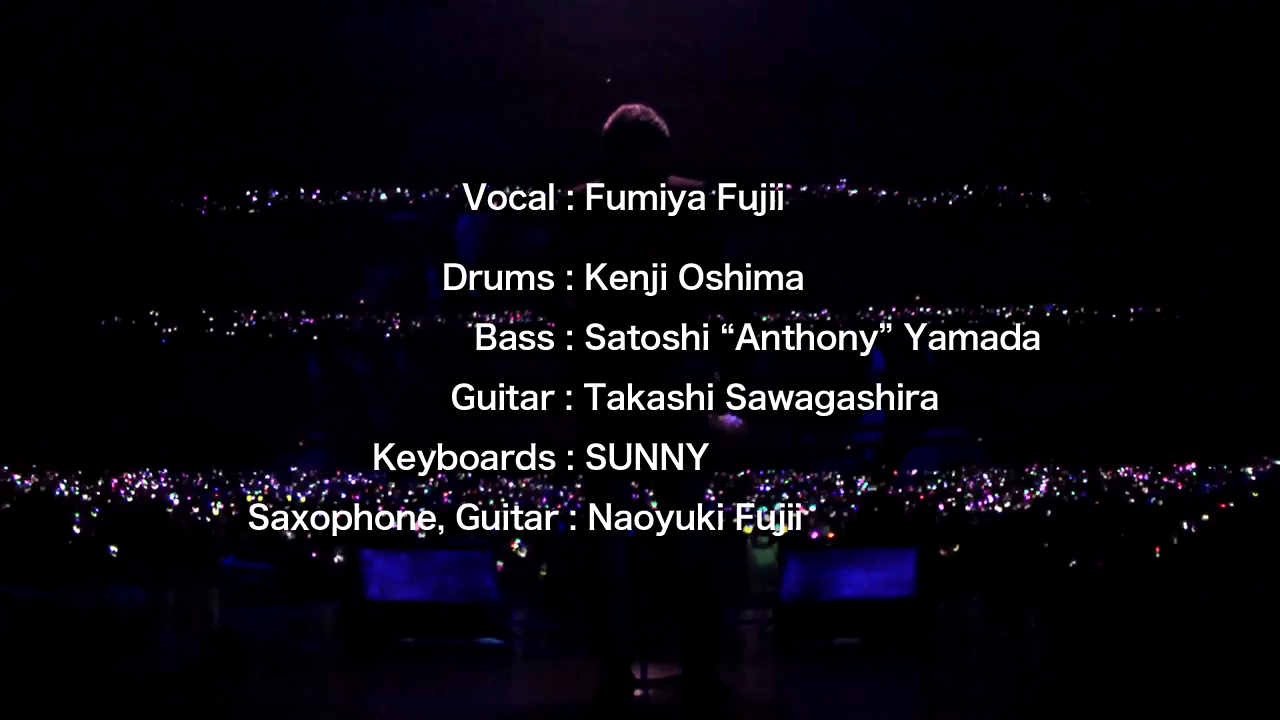 Vocal : Fumiya Fujii
Drums : Kenji Oshima
Bass : Satoshi “Anthony” Yamada
Guitar : Takashi Sawagashira
Keyboards : SUNNY
Saxophone, Guitar : Naoyuki Fujii